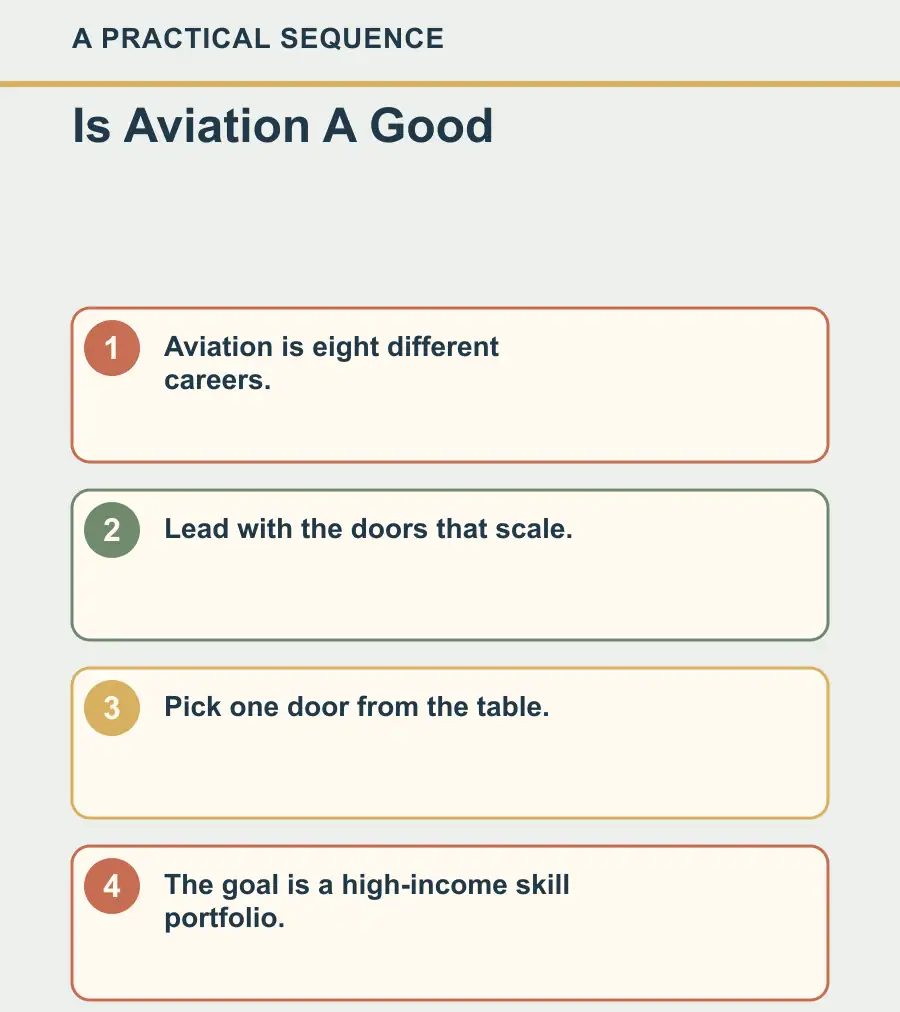 A PRACTICAL SEQUENCE
Is Aviation A Good
1
Aviation is eight different
careers.
2
Lead with the doors that scale.
3
Pick one door from the table.
4
The goal is a high-income skill
portfolio.